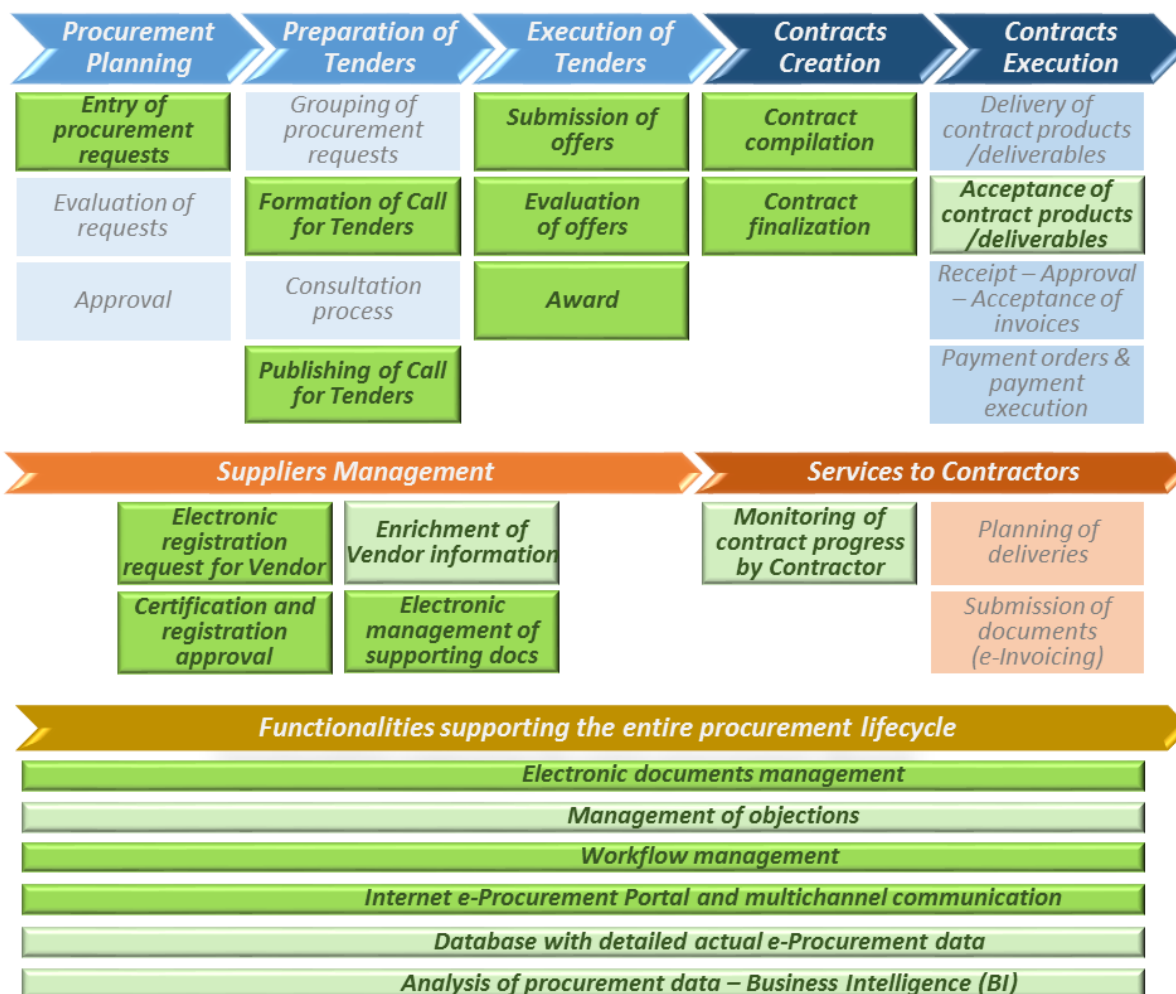 Procurement
Planning
Preparation of
Tenders
Execution of
Tenders
Contracts
Creation
Contracts
Execution
Entry of
procurement
requests
Grouping of
procurement
requests
Submission of
offers
Contract
compilation
Delivery of
contract products
/deliverables
Evaluation of
requests
Formation of Call
for Tenders
Evaluation
of offers
Contract
finalization
Acceptance of
contract products
/deliverables
Approval
Consultation
process
Award
Receipt – Approval
– Acceptance of
invoices
Publishing of Call
for Tenders
Payment orders &
payment
execution
Suppliers Management
Services to Contractors
Electronic
registration
request for Vendor
Enrichment of
Vendor information
Monitoring of
contract progress
by Contractor
Planning of
deliveries
Certification and
registration
approval
Electronic
management of
supporting docs
Submission of
documents
(e-Invoicing)
Functionalities supporting the entire procurement lifecycle
Electronic documents management
Management of objections
Workflow management
Internet e-Procurement Portal and multichannel communication
Database with detailed actual e-Procurement data
Analysis of procurement data – Business Intelligence (BI)